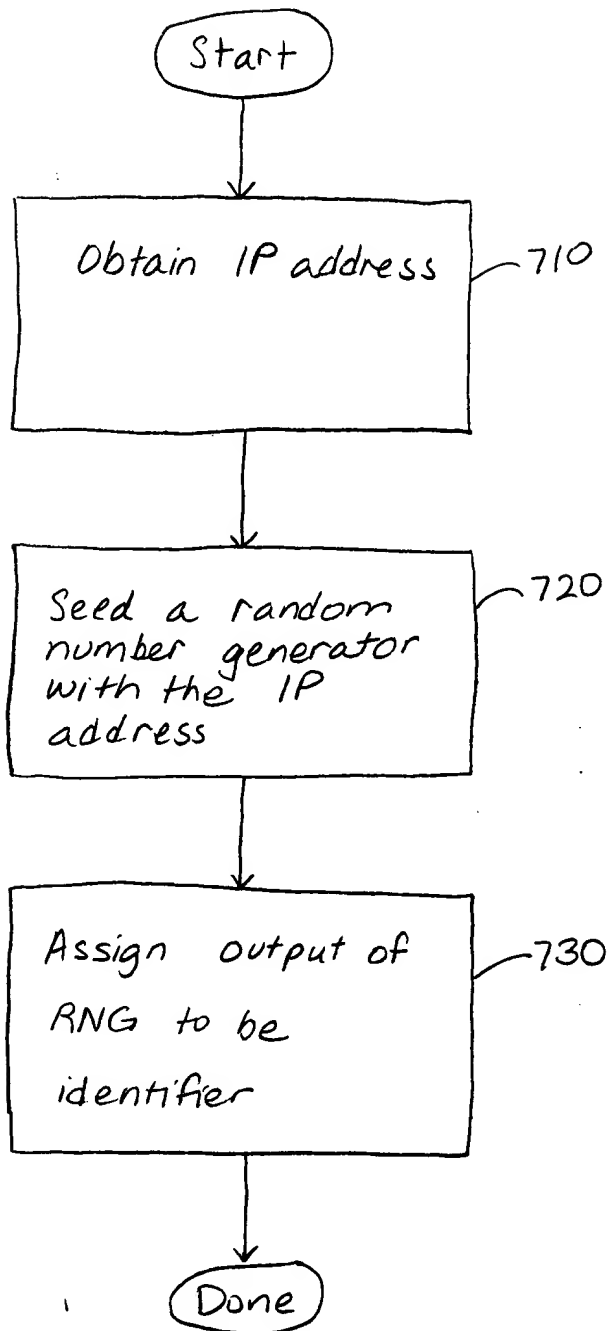 Start
Obtain IP address
710
Seed a random
number generator
with the IP
address
720
Assign output of
RNG to be
identifier
730
Done